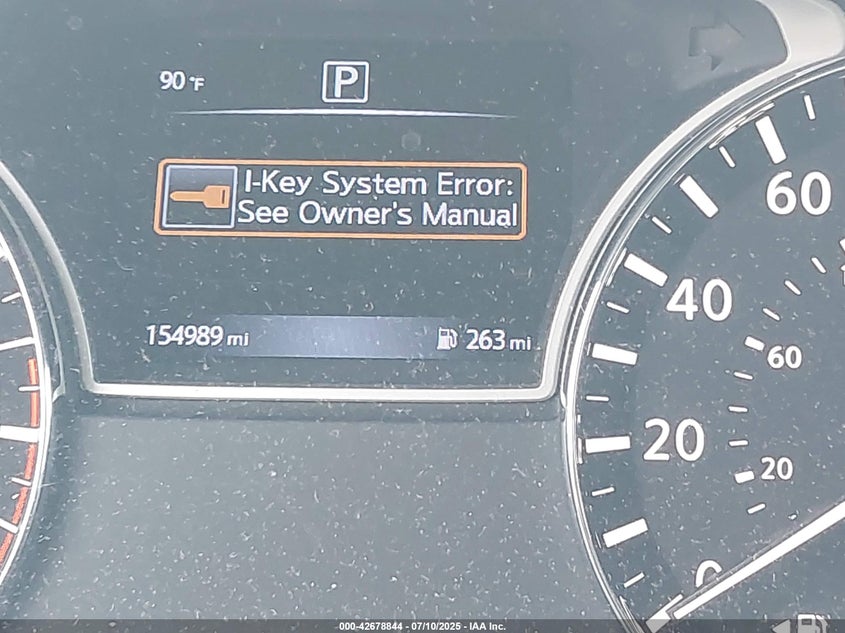 90 °F
P
I-Key System Error:
See Owner's Manual
154989 mi
263 mi
60
40
60
20
20
0
000-42678844 - 07/10/2025 - IAA Inc.